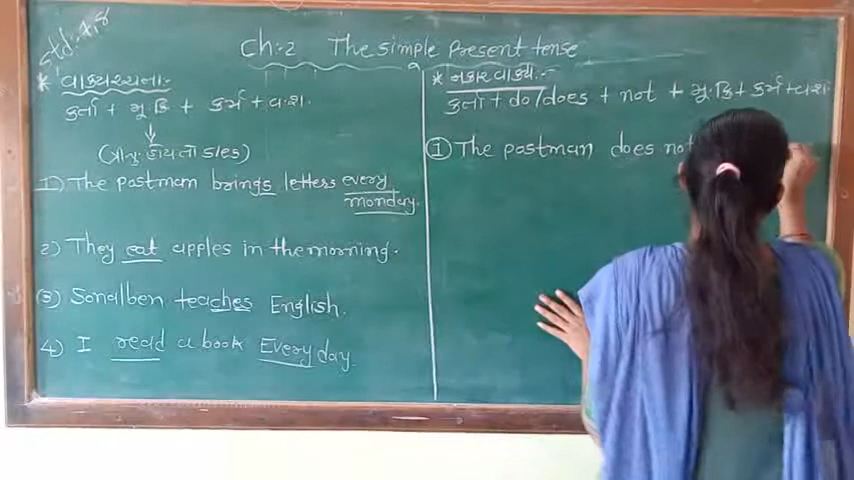 std:-7,8
Ch:-2 The simple present tense
* વાક્યરચના:-
કર્તા + મૂ.ક્રિ + કર્મ + વ.શ.
(ત્રી.પુ. હોય તો s/es)
1) The postman brings letters every
monday.
2) They eat apples in the morning.
3) Sonalben teaches English.
4) I read a book Every day.
* નકાર વાક્ય:-
કર્તા + do/does + not + મૂ.ક્રિ + કર્મ + વ.શ.
1 The postman does not